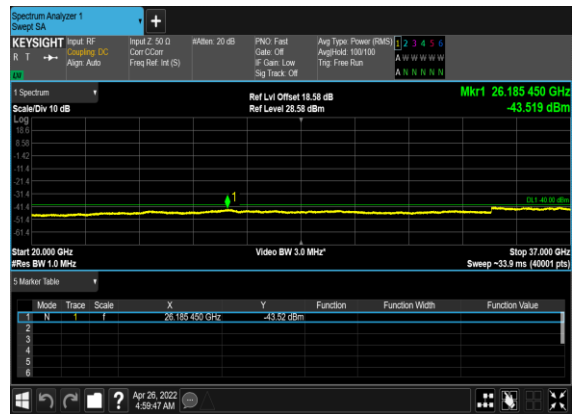 Spectrum Analyzer 1
Swept SA
+
KEYSIGHT
R T
LXI
Input: RF
Coupling: DC
Align: Auto
Input Z: 50 Ω
Corr CCorr
Freq Ref: Int (S)
#Atten: 20 dB
PNO: Fast
Gate: Off
IF Gain: Low
Sig Track: Off
Avg Type: Power (RMS)
Avg|Hold: 100/100
Trig: Free Run
1 2 3 4 5 6
A W W W W W
A N N N N N
1 Spectrum
Scale/Div 10 dB
Ref Lvl Offset 18.58 dB
Ref Level 28.58 dBm
Mkr1 26.185 450 GHz
-43.519 dBm
Log
18.6
8.58
-1.42
-11.4
-21.4
-31.4
-41.4
-51.4
-61.4
1
DL1 -40.00 dBm
Start 20.000 GHz
#Res BW 1.0 MHz
Video BW 3.0 MHz*
Stop 37.000 GHz
Sweep ~33.9 ms (40001 pts)
5 Marker Table
Mode Trace Scale X Y Function Function Width Function Value
1 N 1 f 26.185 450 GHz -43.52 dBm
2
3
4
5
6
?
Apr 26, 2022
4:59:47 AM